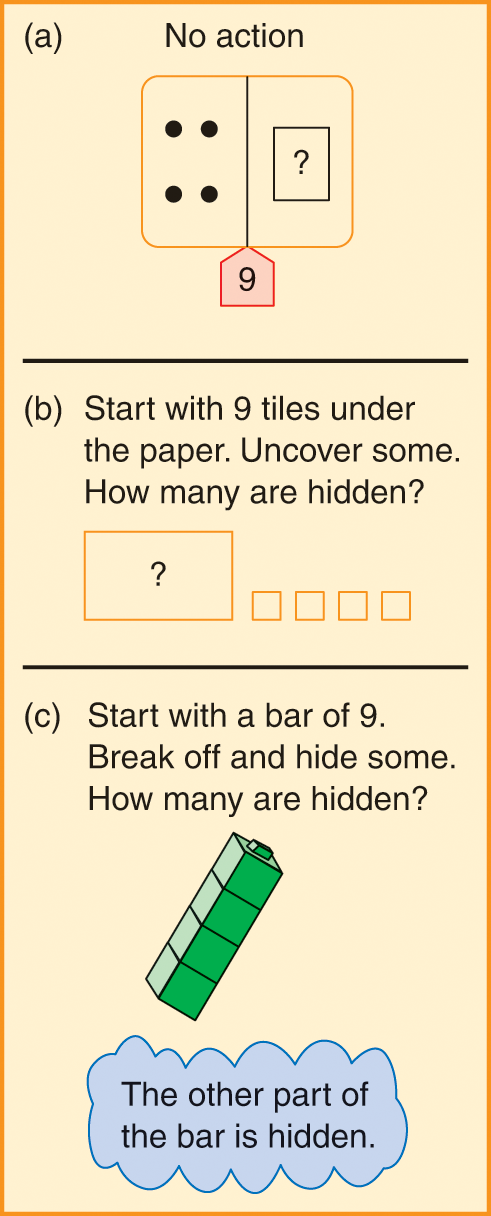 (a) No action
?
9
(b) Start with 9 tiles under
the paper. Uncover some.
How many are hidden?
?
(c) Start with a bar of 9.
Break off and hide some.
How many are hidden?
The other part of
the bar is hidden.